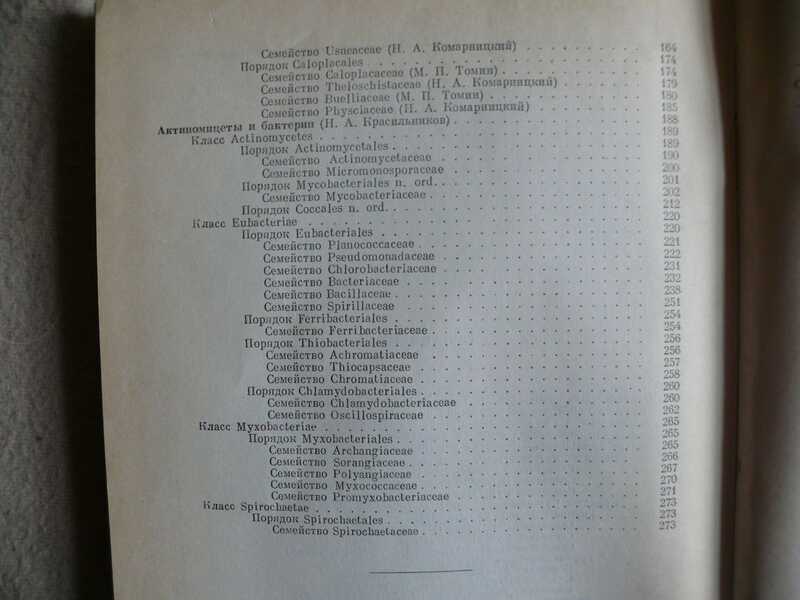 Семейство Usneaceae (Н. А. Комарницкий) . . . . . . . . . 164
Порядок Caloplacales . . . . . . . . . 174
Семейство Caloplacaceae (М. П. Томин) . . . . . . . . . 174
Семейство Theloschistaceae (Н. А. Комарницкий) . . . . . . . . . 179
Семейство Buelliaceae (М. П. Томин) . . . . . . . . . 180
Семейство Physciaceae (Н. А. Комарницкий) . . . . . . . . . 185
Актиномицеты и бактерии (Н. А. Красильников) . . . . . . . . . 188
Класс Actinomycetes . . . . . . . . . 189
Порядок Actinomycetales . . . . . . . . . 189
Семейство Actinomycetaceae . . . . . . . . . 190
Семейство Micromonosporaceae . . . . . . . . . 200
Порядок Mycobacteriales n. ord. . . . . . . . . . 201
Семейство Mycobacteriaceae . . . . . . . . . 202
Порядок Coccales n. ord. . . . . . . . . . 212
Класс Eubacteriae . . . . . . . . . 220
Порядок Eubacteriales . . . . . . . . . 220
Семейство Planococcaceae . . . . . . . . . 221
Семейство Pseudomonadaceae . . . . . . . . . 222
Семейство Chlorobacteriaceae . . . . . . . . . 231
Семейство Bacteriaceae . . . . . . . . . 232
Семейство Bacillaceae . . . . . . . . . 238
Семейство Spirillaceae . . . . . . . . . 251
Порядок Ferribacteriales . . . . . . . . . 254
Семейство Ferribacteriaceae . . . . . . . . . 254
Порядок Thiobacteriales . . . . . . . . . 256
Семейство Achromatiaceae . . . . . . . . . 256
Семейство Thiocapsaceae . . . . . . . . . 257
Семейство Chromatiaceae . . . . . . . . . 258
Порядок Chlamydobacteriales . . . . . . . . . 260
Семейство Chlamydobacteriaceae . . . . . . . . . 260
Семейство Oscillospiraceae . . . . . . . . . 262
Класс Myxobacteriae . . . . . . . . . 265
Порядок Myxobacteriales . . . . . . . . . 265
Семейство Archangiaceae . . . . . . . . . 265
Семейство Sorangiaceae . . . . . . . . . 266
Семейство Polyangiaceae . . . . . . . . . 267
Семейство Myxococcaceae . . . . . . . . . 270
Семейство Promyxobacteriaceae . . . . . . . . . 271
Класс Spirochaetae . . . . . . . . . 273
Порядок Spirochaetales . . . . . . . . . 273
Семейство Spirochaetaceae . . . . . . . . . 273